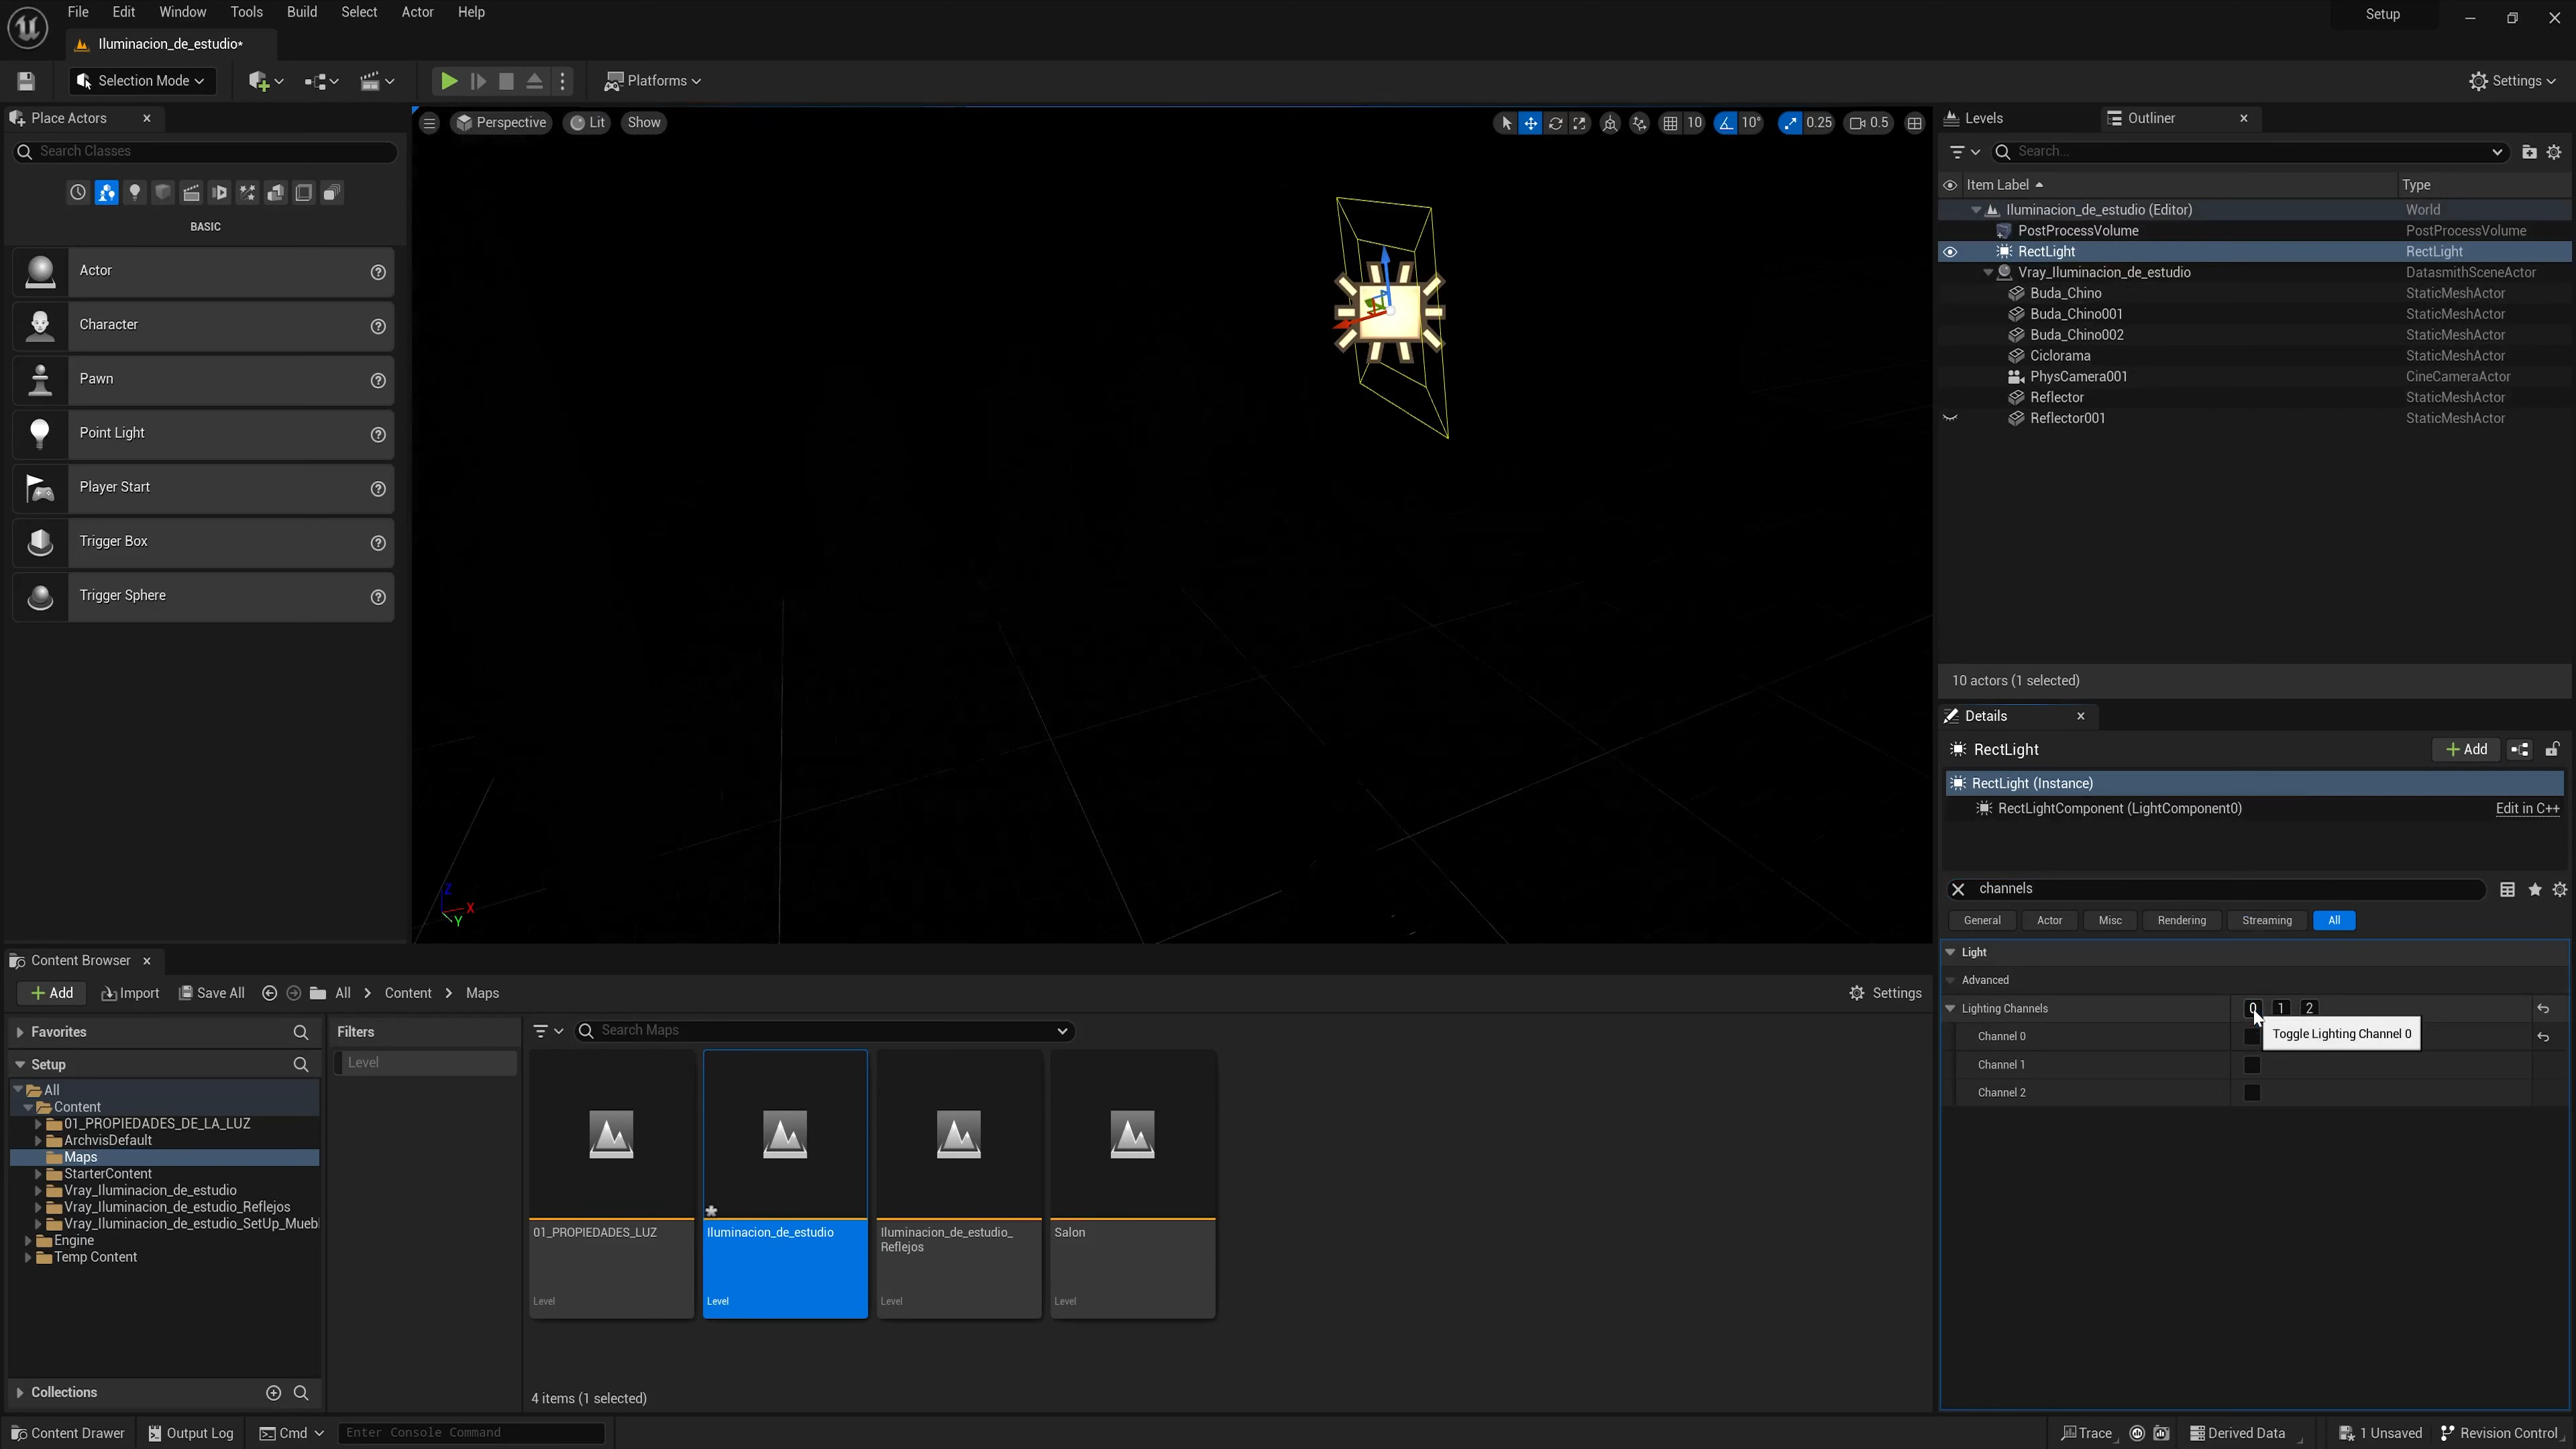 File Edit Window Tools Build Select Actor Help
Setup
Iluminacion_de_estudio*
Selection Mode
Platforms
Settings
Place Actors
Search Classes
BASIC
Actor
Character
Pawn
Point Light
Player Start
Trigger Box
Trigger Sphere
Perspective Lit Show
10 10° 0.25 0.5
Z
X
Y
Levels Outliner
Search...
Item Label Type
Iluminacion_de_estudio (Editor) World
PostProcessVolume PostProcessVolume
RectLight RectLight
Vray_Iluminacion_de_estudio DatasmithSceneActor
Buda_Chino StaticMeshActor
Buda_Chino001 StaticMeshActor
Buda_Chino002 StaticMeshActor
Ciclorama StaticMeshActor
PhysCamera001 CineCameraActor
Reflector StaticMeshActor
Reflector001 StaticMeshActor
10 actors (1 selected)
Details
RectLight
Add
RectLight (Instance)
RectLightComponent (LightComponent0) Edit in C++
channels
General Actor Misc Rendering Streaming All
Light
Advanced
Lighting Channels 0 1 2
Toggle Lighting Channel 0
Channel 0
Channel 1
Channel 2
Content Browser
Add Import Save All All Content Maps
Settings
Favorites
Setup
All
Content
01_PROPIEDADES_DE_LA_LUZ
ArchvisDefault
Maps
StarterContent
Vray_Iluminacion_de_estudio
Vray_Iluminacion_de_estudio_Reflejos
Vray_Iluminacion_de_estudio_SetUp_Muebl
Engine
Temp Content
Collections
Filters
Level
Search Maps
01_PROPIEDADES_LUZ
Level
Iluminacion_de_estudio
Level
Iluminacion_de_estudio_
Reflejos
Level
Salon
Level
4 items (1 selected)
Content Drawer Output Log Cmd Enter Console Command
Trace Derived Data 1 Unsaved Revision Control